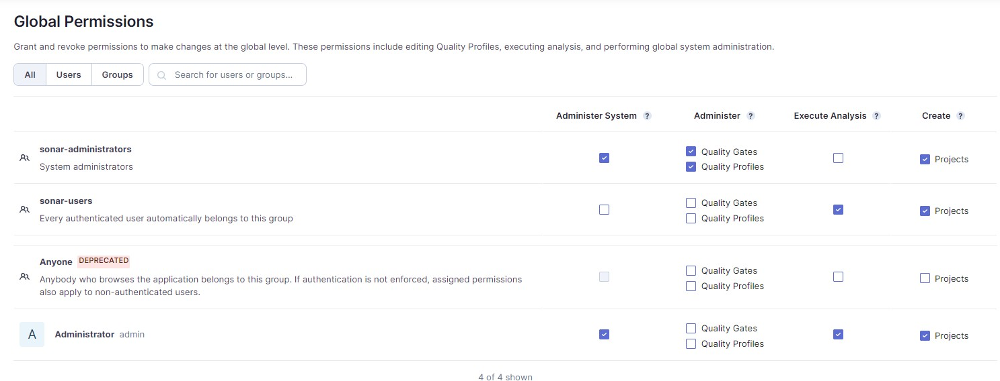 Global Permissions
Grant and revoke permissions to make changes at the global level. These permissions include editing Quality Profiles, executing analysis, and performing global system administration.
All Users Groups Search for users or groups...
Administer System ? Administer ? Execute Analysis ? Create ?
sonar-administrators
System administrators
Quality Gates
Quality Profiles
Projects
sonar-users
Every authenticated user automatically belongs to this group
Quality Gates
Quality Profiles
Projects
Anyone DEPRECATED
Anybody who browses the application belongs to this group. If authentication is not enforced, assigned permissions
also apply to non-authenticated users.
Quality Gates
Quality Profiles
Projects
A Administrator admin
Quality Gates
Quality Profiles
Projects
4 of 4 shown